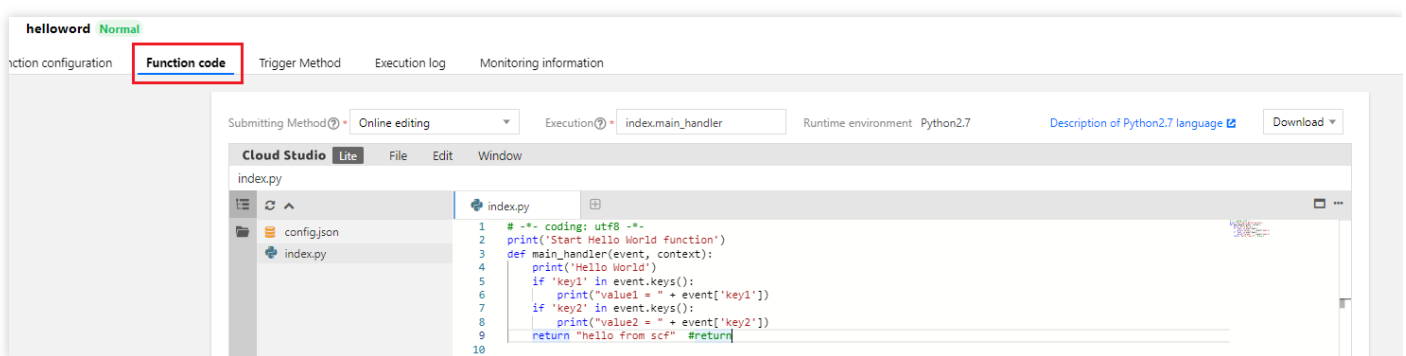 helloword Normal
nction configuration Function code Trigger Method Execution log Monitoring information
Submitting Method * Online editing Execution * index.main_handler Runtime environment Python2.7 Description of Python2.7 language Download
Cloud Studio Lite File Edit Window
index.py
index.py
config.json
index.py
1 # -*- coding: utf8 -*-
2 print('Start Hello World function')
3 def main_handler(event, context):
4 print('Hello World')
5 if 'key1' in event.keys():
6 print("value1 = " + event['key1'])
7 if 'key2' in event.keys():
8 print("value2 = " + event['key2'])
9 return "hello from scf" #return
10